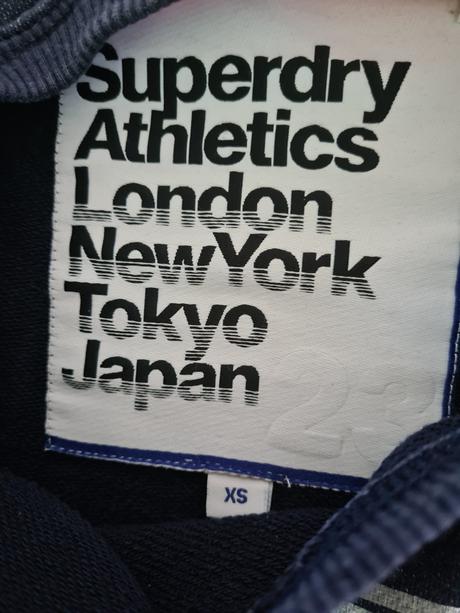 Superdry
Athletics
London
NewYork
Tokyo
Japan
23
XS